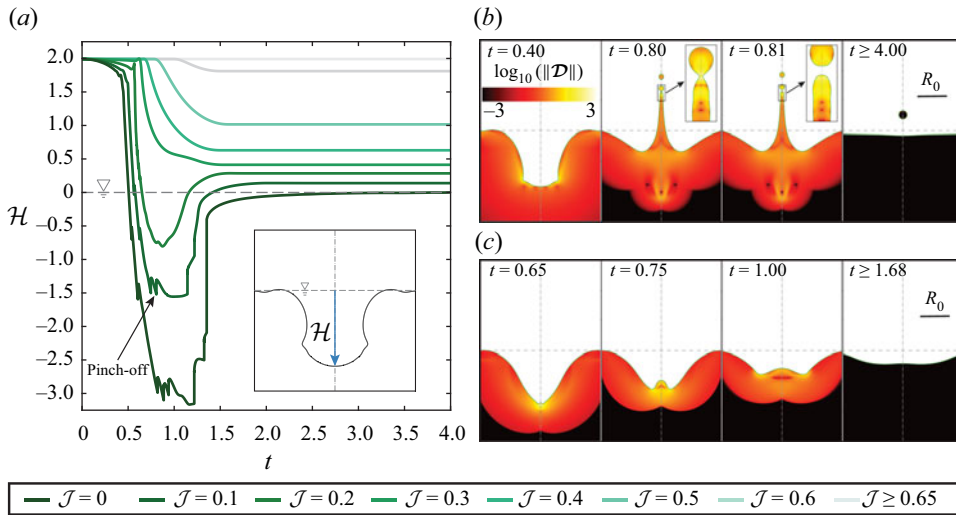 (a)
2.0
1.5
1.0
0.5
0
−0.5
−1.0
−1.5
−2.0
−2.5
−3.0
ℋ
Pinch-off
ℋ
0 0.5 1.0 1.5 2.0 2.5 3.0 3.5 4.0
t
(b)
t = 0.40 t = 0.80 t = 0.81 t ≥ 4.00
log10 (‖𝒟‖)
−3 3
R0
(c)
t = 0.65 t = 0.75 t = 1.00 t ≥ 1.68
R0
𝒥 = 0 𝒥 = 0.1 𝒥 = 0.2 𝒥 = 0.3 𝒥 = 0.4 𝒥 = 0.5 𝒥 = 0.6 𝒥 ≥ 0.65